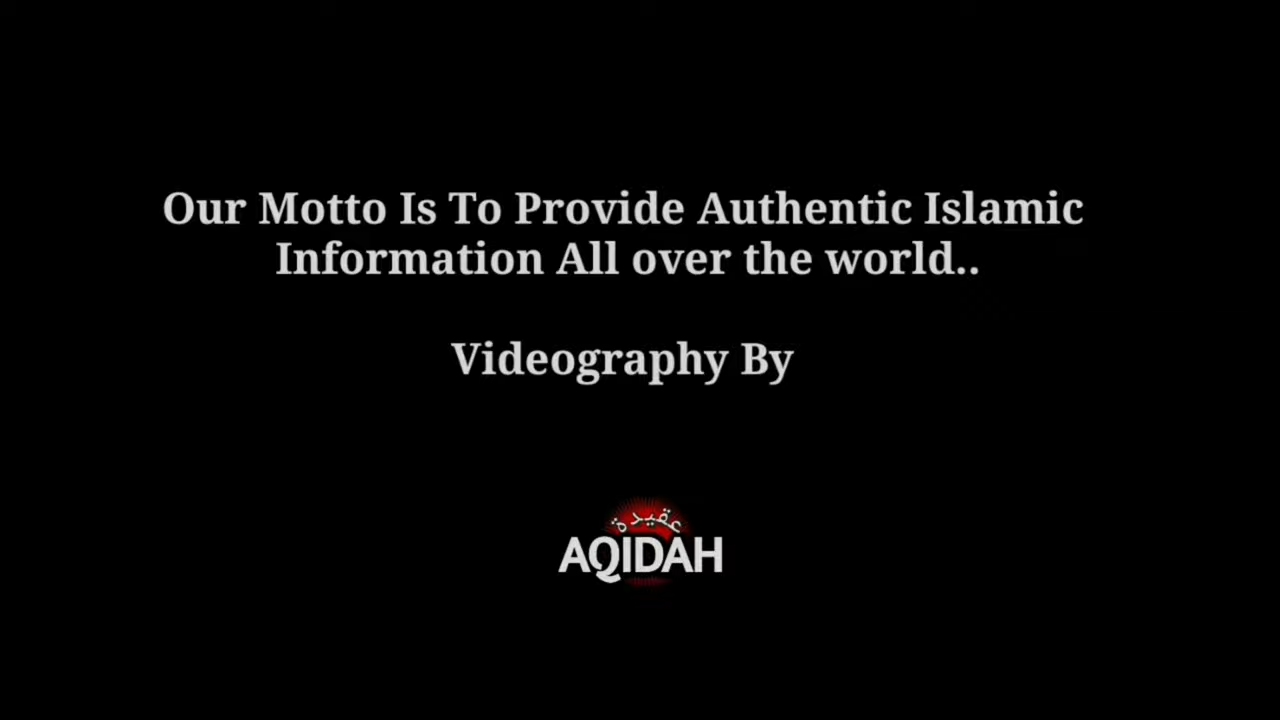 Our Motto Is To Provide Authentic Islamic
Information All over the world..
Videography By
عقيدة
AQIDAH